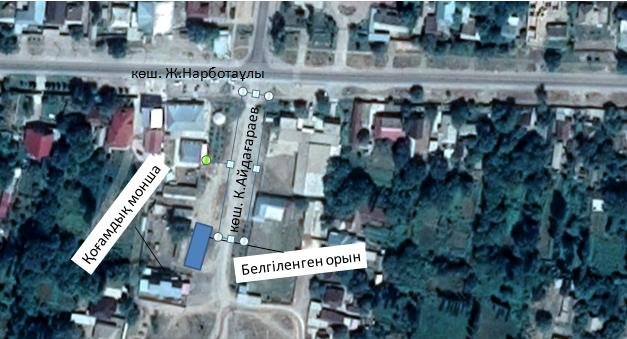 көш. Ж.Нарботаұлы
көш. К.Айдағараев
Қоғамдық монша
Белгіленген орын